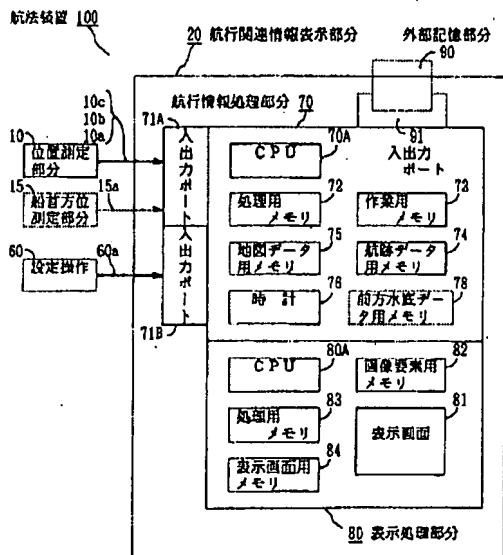 航法装置 100
20 航行関連情報表示部分
外部記憶部分
90
10c
10b
10a
航行情報処理部分 70
71A
91
10
位置測定
部分
入出力ポート
CPU
70A
入出力
ポート
15
船首方位
測定部分
15a
処理用
メモリ
72
作業用
メモリ
73
地図データ
用メモリ
75
航跡データ
用メモリ
74
60
設定操作
60a
入出力ポート
時計
76
前方水底デー
タ用メモリ
78
71B
CPU
80A
画像要素用
メモリ
82
処理用
メモリ
83
表示画面
81
表示画面用
メモリ
84
80 表示処理部分